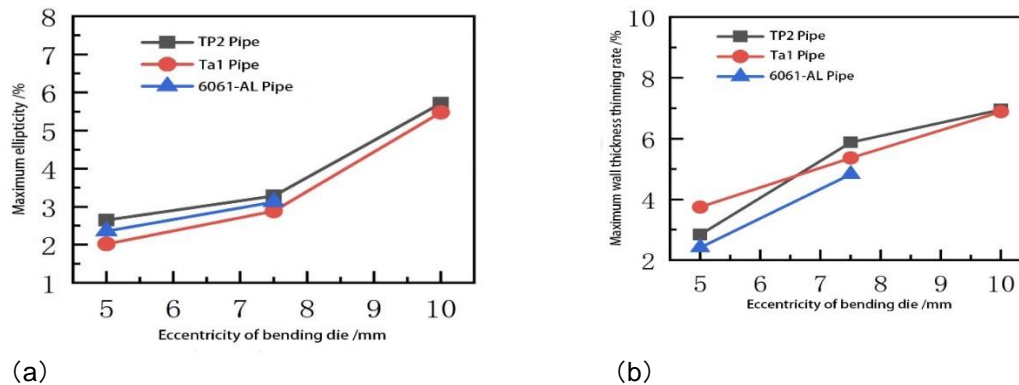 8
7
6
5
4
3
2
1
TP2 Pipe
Ta1 Pipe
6061-AL Pipe
Maximum ellipticity /%
5 6 7 8 9 10
Eccentricity of bending die /mm
(a)
10
8
6
4
2
TP2 Pipe
Ta1 Pipe
6061-AL Pipe
Maximum wall thickness thinning rate /%
5 6 7 8 9 10
Eccentricity of bending die /mm
(b)